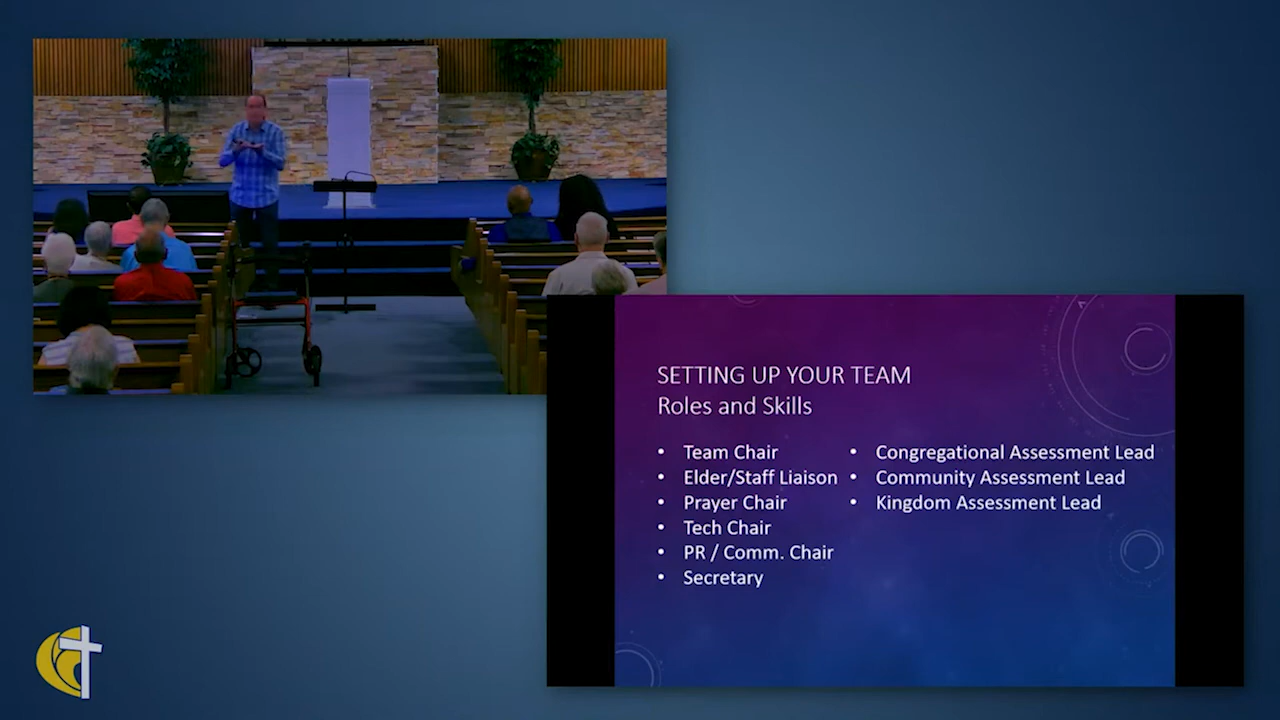 SETTING UP YOUR TEAM
Roles and Skills
• Team Chair
• Elder/Staff Liaison
• Prayer Chair
• Tech Chair
• PR / Comm. Chair
• Secretary
• Congregational Assessment Lead
• Community Assessment Lead
• Kingdom Assessment Lead